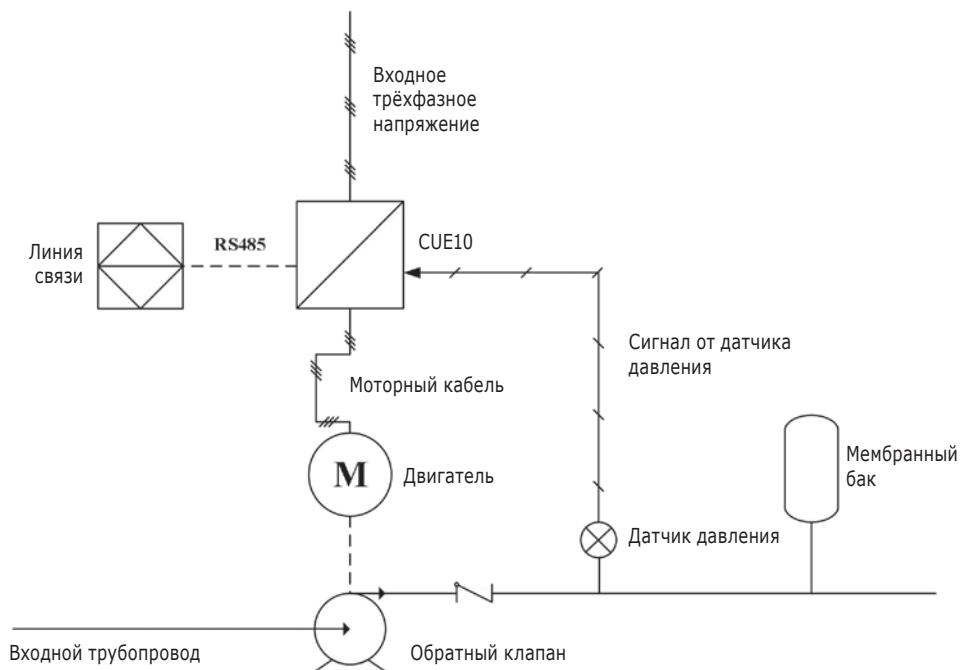 Входное
трёхфазное
напряжение
CUE10
RS485
Линия
связи
Сигнал от датчика
давления
Моторный кабель
М
Двигатель
Мембранный
бак
Датчик давления
Входной трубопровод
Обратный клапан